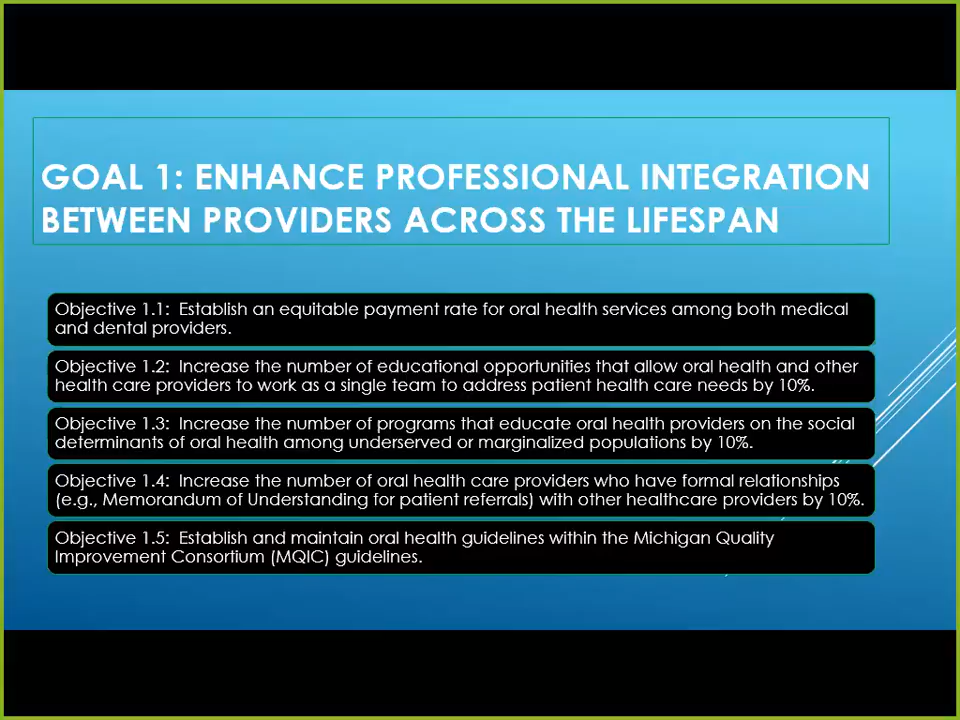 GOAL 1: ENHANCE PROFESSIONAL INTEGRATION
BETWEEN PROVIDERS ACROSS THE LIFESPAN
Objective 1.1:  Establish an equitable payment rate for oral health services among both medical
and dental providers.
Objective 1.2:  Increase the number of educational opportunities that allow oral health and other
health care providers to work as a single team to address patient health care needs by 10%.
Objective 1.3:  Increase the number of programs that educate oral health providers on the social
determinants of oral health among underserved or marginalized populations by 10%.
Objective 1.4:  Increase the number of oral health care providers who have formal relationships
(e.g., Memorandum of Understanding for patient referrals) with other healthcare providers by 10%.
Objective 1.5:  Establish and maintain oral health guidelines within the Michigan Quality
Improvement Consortium (MQIC) guidelines.